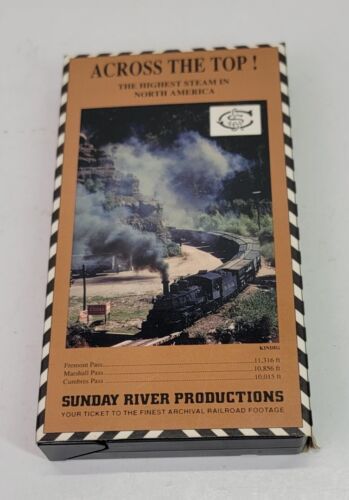 ACROSS THE TOP!
THE HIGHEST STEAM IN
NORTH AMERICA
KINDIG
Fremont Pass..........................................11,316 ft
Marshall Pass.........................................10,856 ft
Cumbres Pass..........................................10,015 ft
SUNDAY RIVER PRODUCTIONS
YOUR TICKET TO THE FINEST ARCHIVAL RAILROAD FOOTAGE